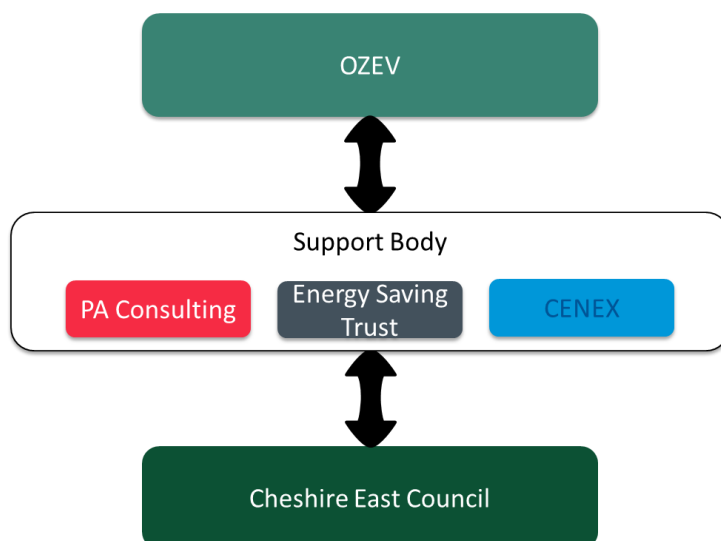 OZEV
Support Body
PA Consulting
Energy Saving
Trust
CENEX
Cheshire East Council